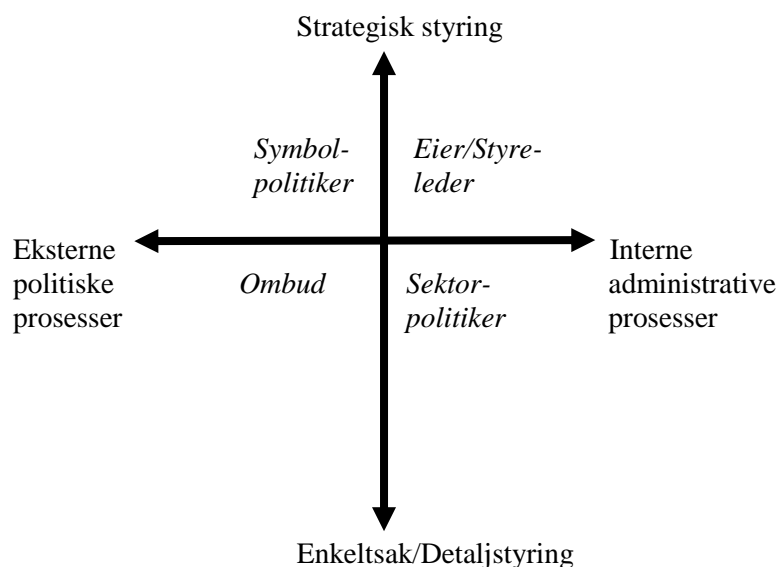 Strategisk styring
Symbol-
politiker
Eier/Styre-
leder
Eksterne
politiske
prosesser
Interne
administrative
prosesser
Ombud
Sektor-
politiker
Enkeltsak/Detaljstyring